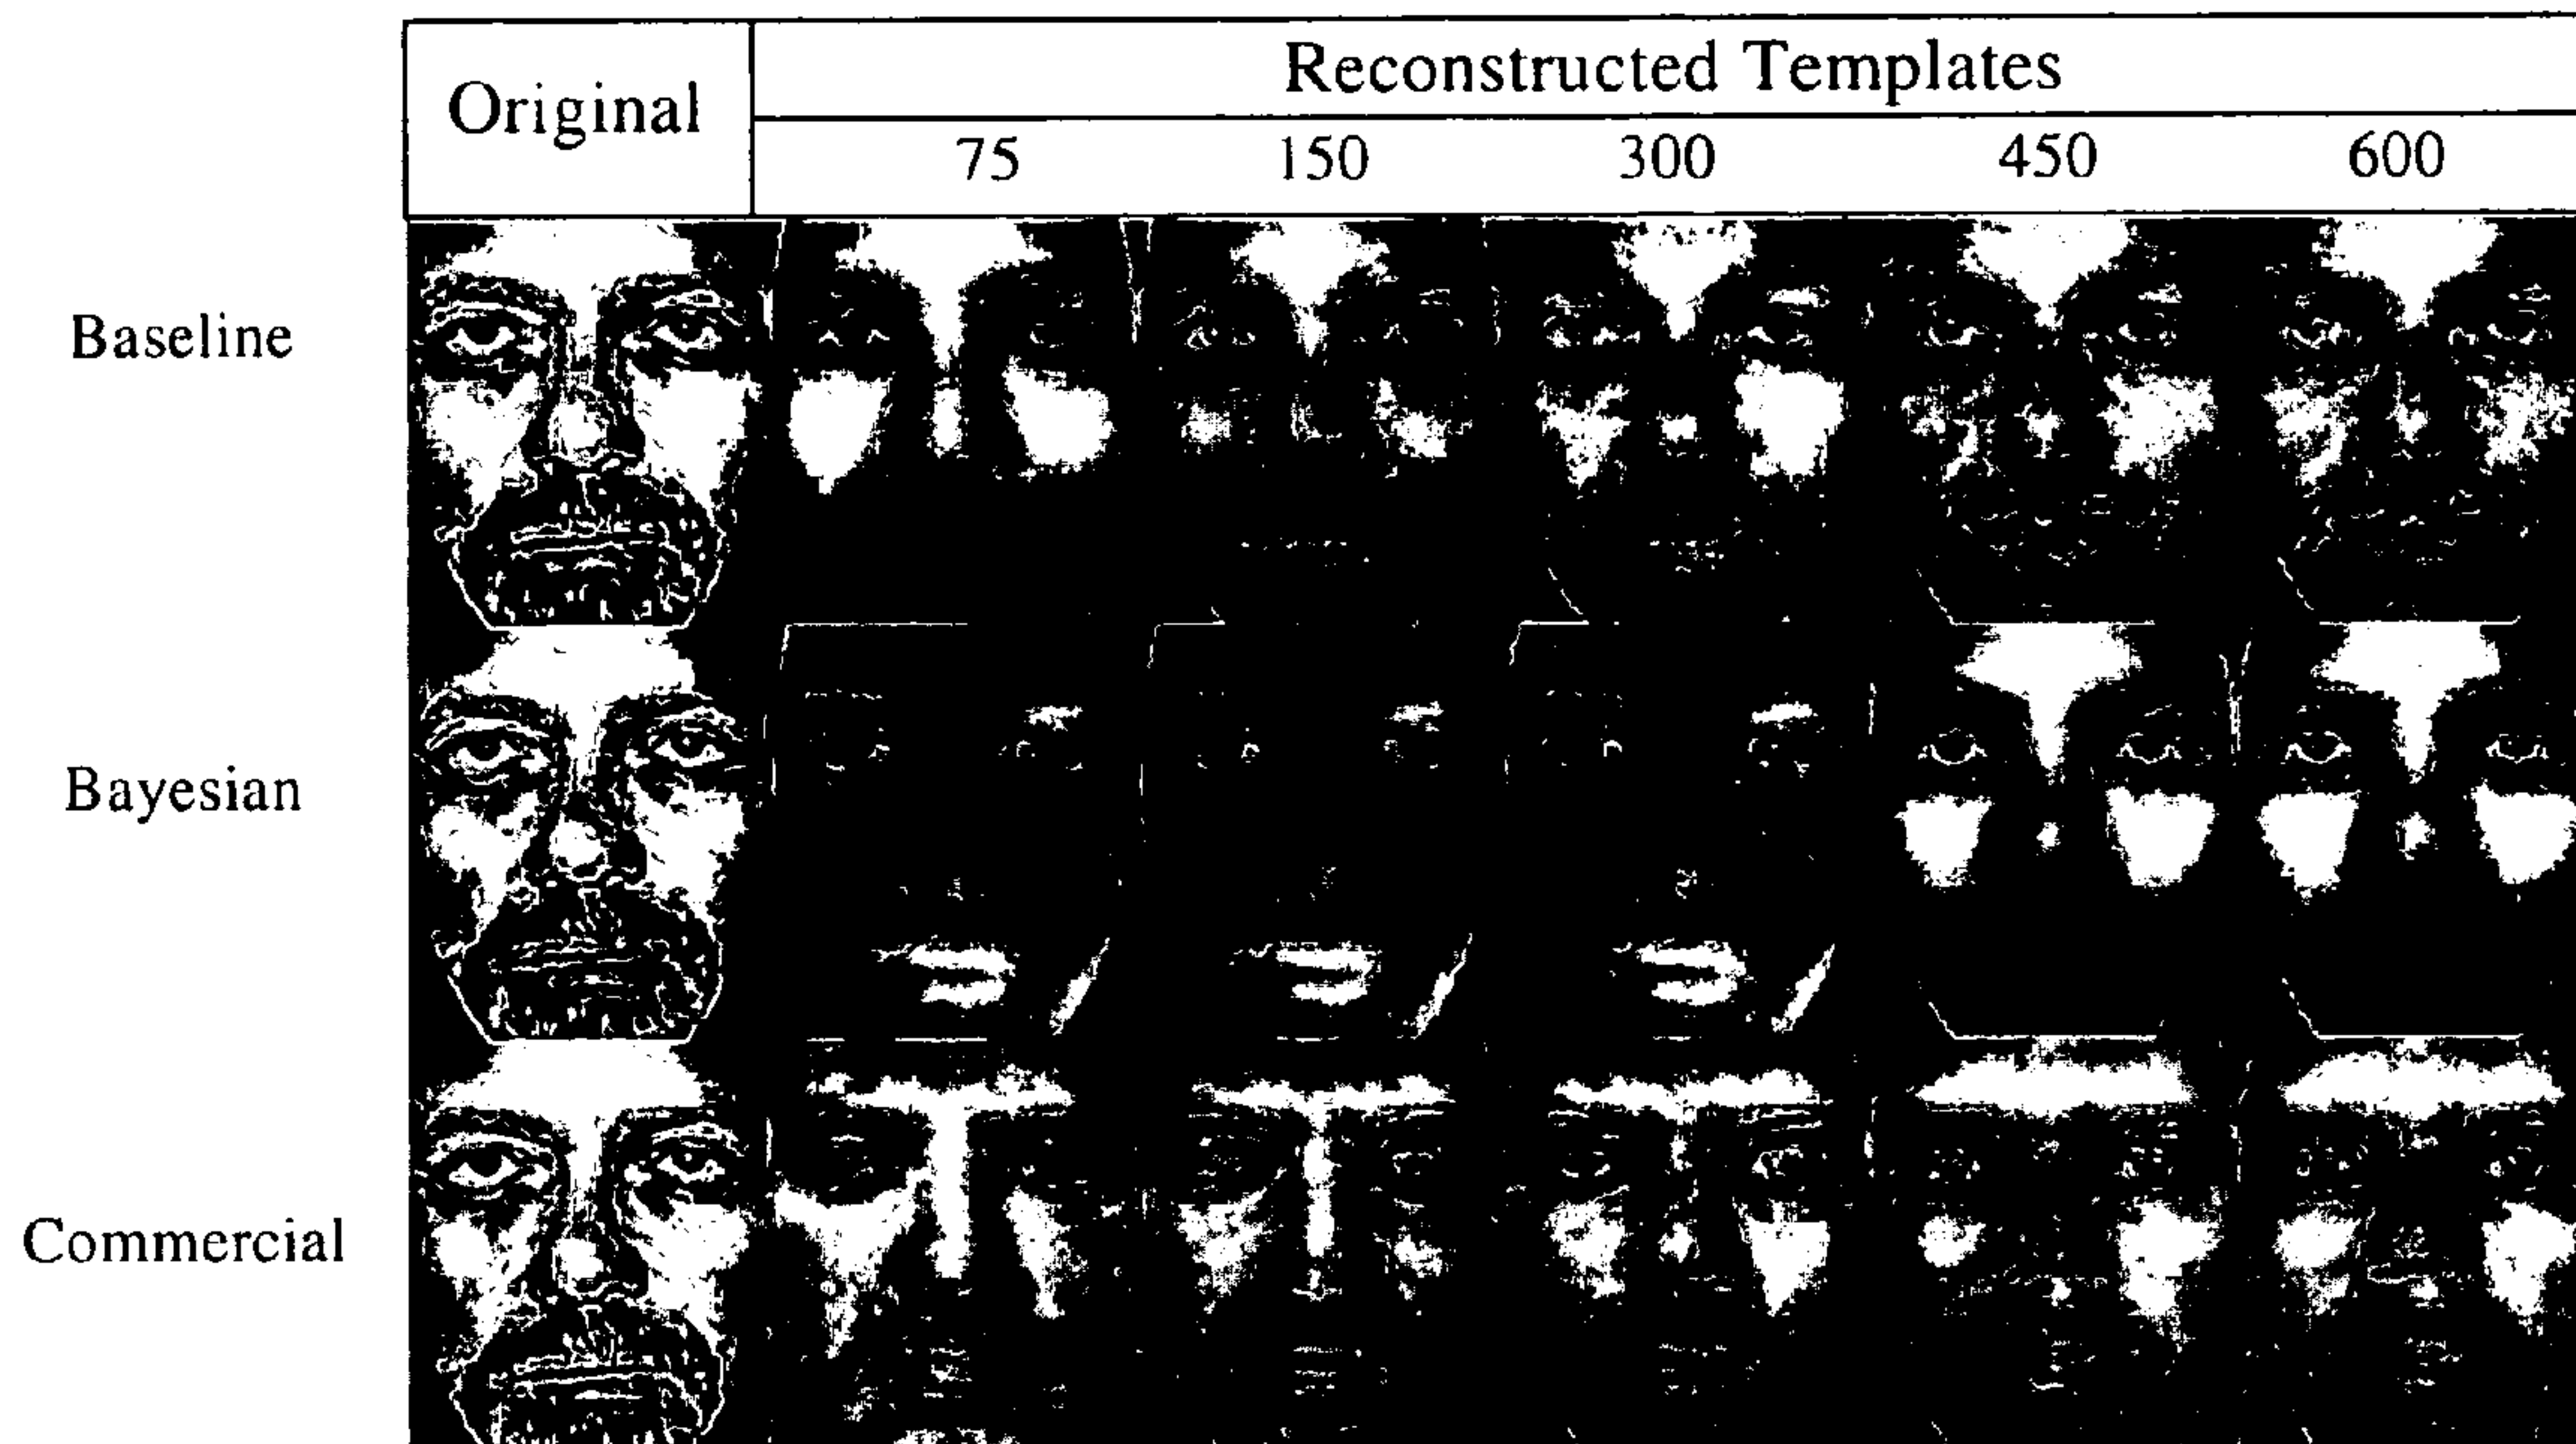 Original
Reconstructed Templates
75 150 300 450 600
Baseline
Bayesian
Commercial